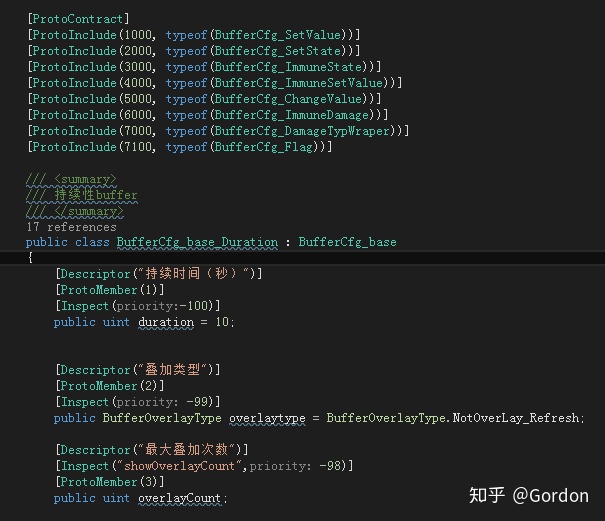 [ProtoContract]
[ProtoInclude(1000, typeof(BufferCfg_SetValue))]
[ProtoInclude(2000, typeof(BufferCfg_SetState))]
[ProtoInclude(3000, typeof(BufferCfg_ImmuneState))]
[ProtoInclude(4000, typeof(BufferCfg_ImmuneSetValue))]
[ProtoInclude(5000, typeof(BufferCfg_ChangeValue))]
[ProtoInclude(6000, typeof(BufferCfg_ImmuneDamage))]
[ProtoInclude(7000, typeof(BufferCfg_DamageTypWraper))]
[ProtoInclude(7100, typeof(BufferCfg_Flag))]
/// <summary>
/// 持续性buffer
/// </summary>
17 references
public class BufferCfg_base_Duration : BufferCfg_base
{
[Descriptor("持续时间（秒）")]
[ProtoMember(1)]
[Inspect(priority:-100)]
public uint duration = 10;
[Descriptor("叠加类型")]
[ProtoMember(2)]
[Inspect(priority: -99)]
public BufferOverlayType overlaytype = BufferOverlayType.NotOverLay_Refresh;
[Descriptor("最大叠加次数")]
[Inspect("showOverlayCount",priority: -98)]
[ProtoMember(3)]
public uint overlayCount;
知乎 @Gordon